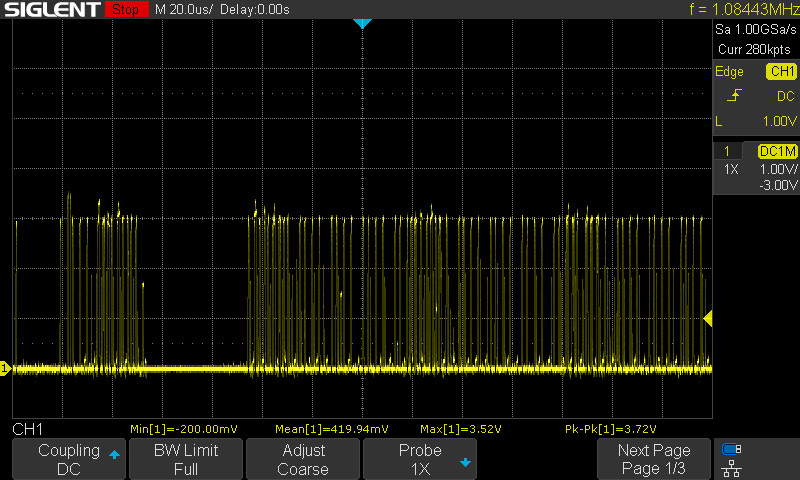 SIGLENT Stop M 20.0us/ Delay:0.00s f = 1.08443MHz
Sa 1.00GSa/s
Curr 280kpts
Edge CH1
DC
L 1.00V
1 DC1M
1X 1.00V/
-3.00V
1
CH1 Min[1]=-200.00mV Mean[1]=419.94mV Max[1]=3.52V Pk-Pk[1]=3.72V
Coupling BW Limit Adjust Probe Next Page
DC Full Coarse 1X Page 1/3